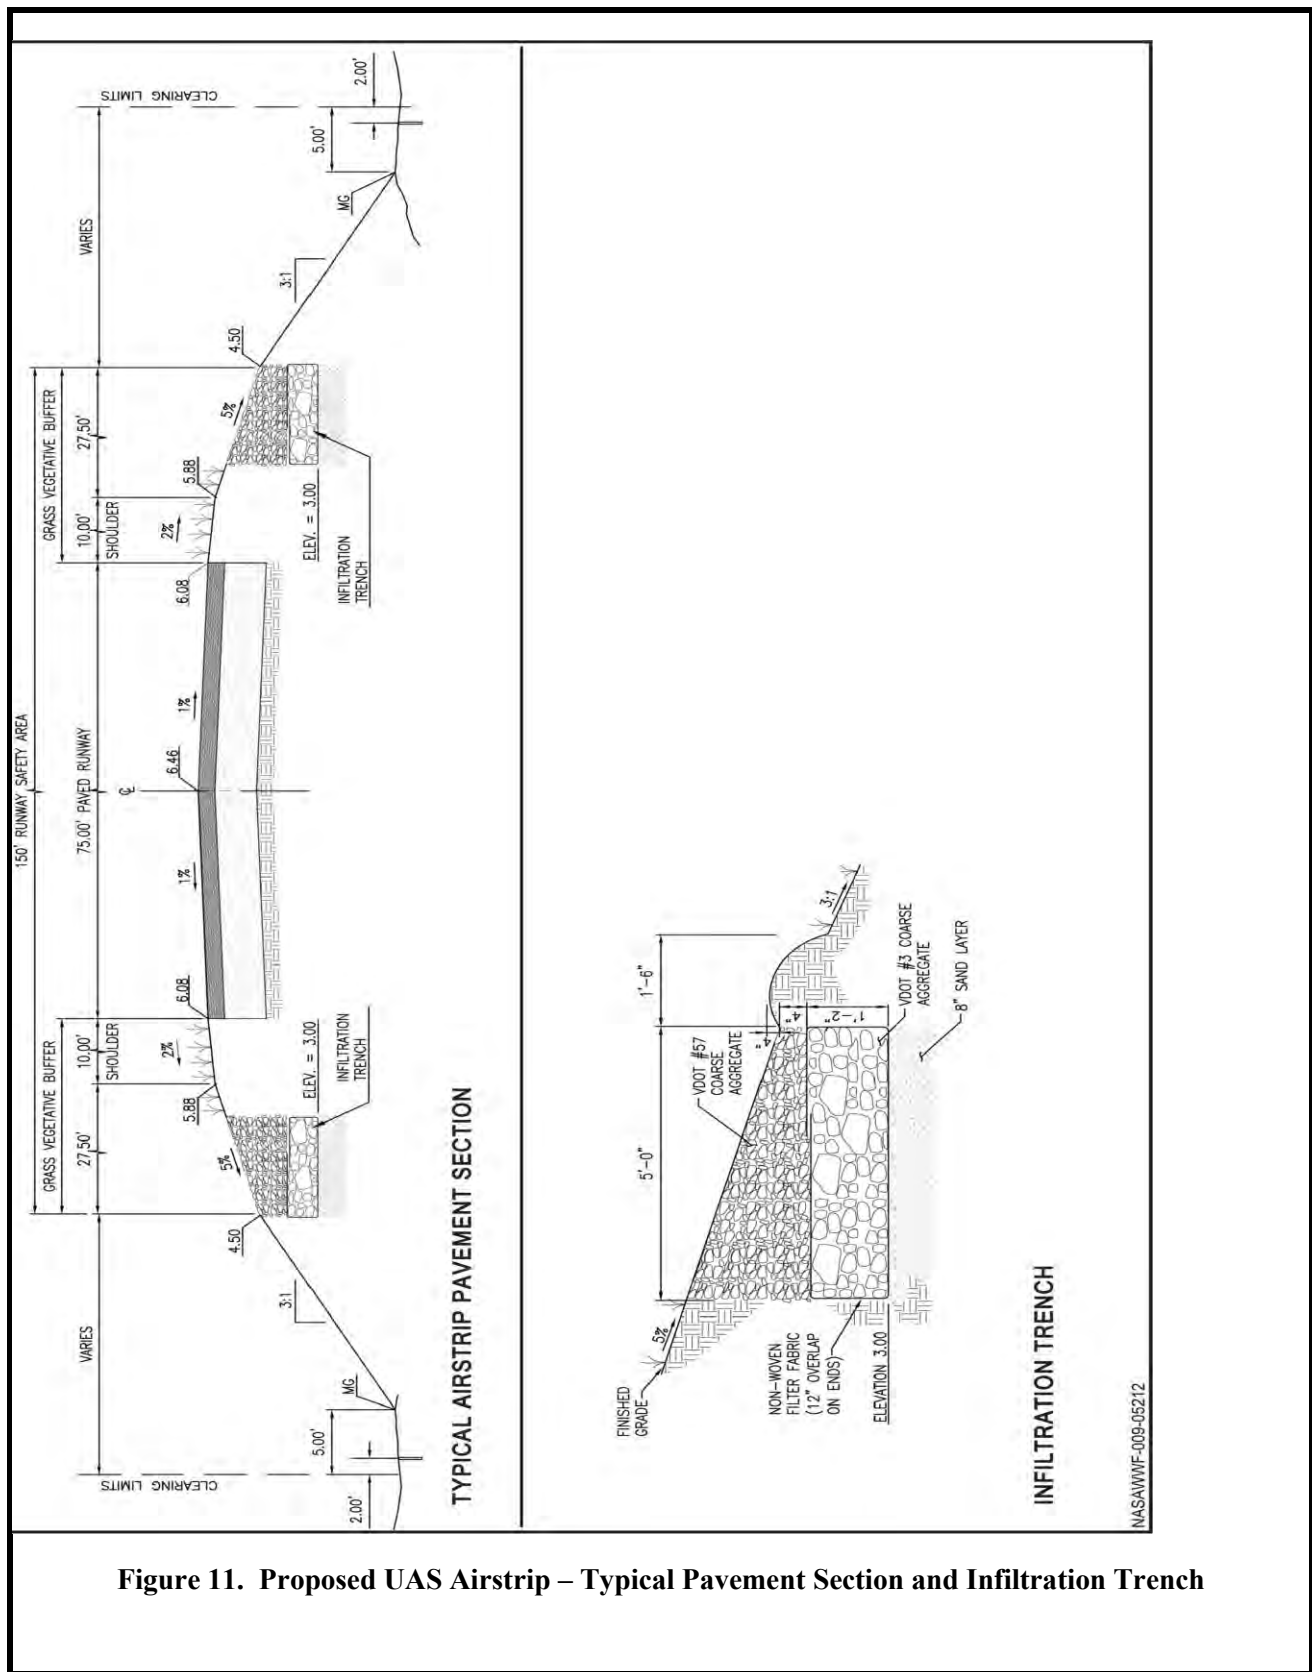 150' RUNWAY SAFETY AREA
GRASS VEGETATIVE BUFFER
75.00' PAVED RUNWAY
GRASS VEGETATIVE BUFFER
VARIES
27.50'
10.00'
SHOULDER
10.00'
SHOULDER
27.50'
VARIES
CLEARING LIMITS
2.00'
5.00'
MG
3:1
4.50
5%
5.88
2%
6.08
1%
6.46
℄
1%
6.08
2%
5.88
5%
4.50
3:1
MG
5.00'
2.00'
CLEARING LIMITS
ELEV. = 3.00
INFILTRATION
TRENCH
ELEV. = 3.00
INFILTRATION
TRENCH
TYPICAL AIRSTRIP PAVEMENT SECTION
FINISHED
GRADE
5%
5'-0"
1'-6"
VDOT #57
COARSE
AGGREGATE
4"
4"
1'-2"
3:1
NON-WOVEN
FILTER FABRIC
(12" OVERLAP
ON ENDS)
ELEVATION 3.00
VDOT #3 COARSE
AGGREGATE
8" SAND LAYER
INFILTRATION TRENCH
NASAWWF-009-05212
Figure 11. Proposed UAS Airstrip – Typical Pavement Section and Infiltration Trench